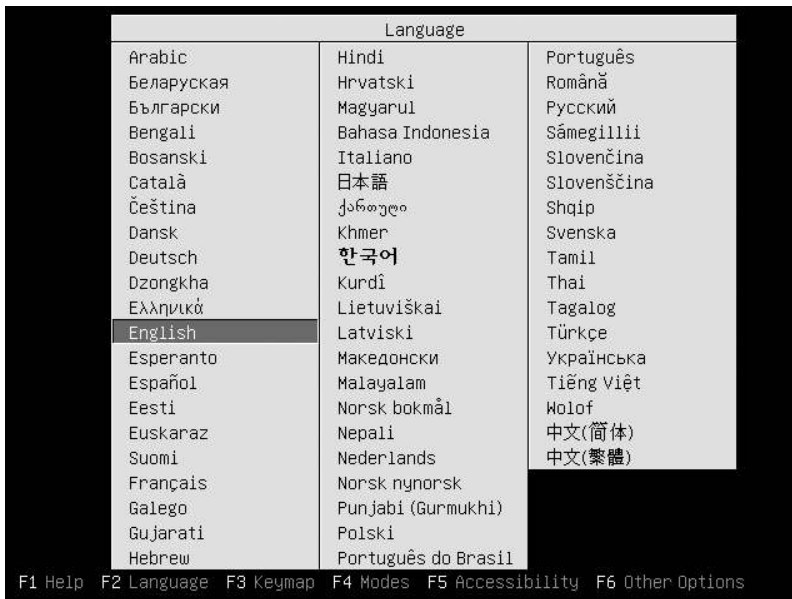 Language
Arabic
Беларуская
Български
Bengali
Bosanski
Català
Čeština
Dansk
Deutsch
Dzongkha
Ελληνικά
English
Esperanto
Español
Eesti
Euskaraz
Suomi
Français
Galego
Gujarati
Hebrew
Hindi
Hrvatski
Magyarul
Bahasa Indonesia
Italiano
日本語
ქართული
Khmer
한국어
Kurdî
Lietuviškai
Latviski
Македонски
Malayalam
Norsk bokmål
Nepali
Nederlands
Norsk nynorsk
Punjabi (Gurmukhi)
Polski
Português do Brasil
Português
Română
Русский
Sámegillii
Slovenčina
Slovenščina
Shqip
Svenska
Tamil
Thai
Tagalog
Türkçe
Українська
Tiếng Việt
Wolof
中文(简体)
中文(繁體)
F1 Help F2 Language F3 Keymap F4 Modes F5 Accessibility F6 Other Options